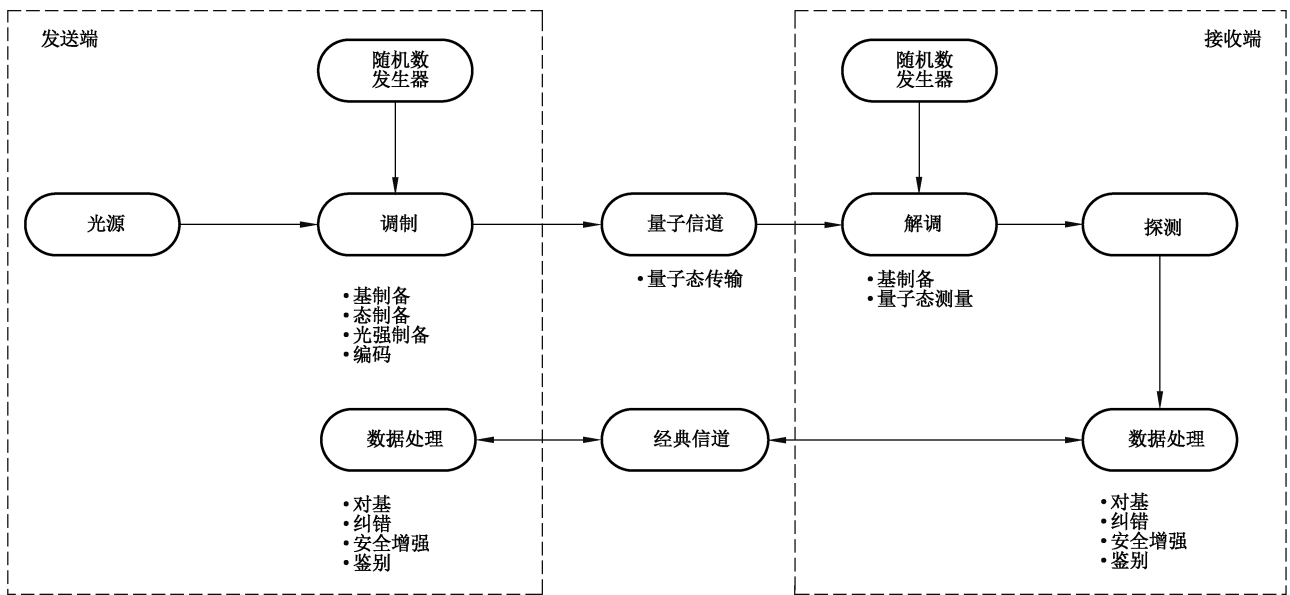 发送端
接收端
随机数
发生器
随机数
发生器
光源
调制
量子信道
解调
探测
•基制备
•态制备
•光强制备
•编码
•量子态传输
•基制备
•量子态测量
数据处理
经典信道
数据处理
•对基
•纠错
•安全增强
•鉴别
•对基
•纠错
•安全增强
•鉴别